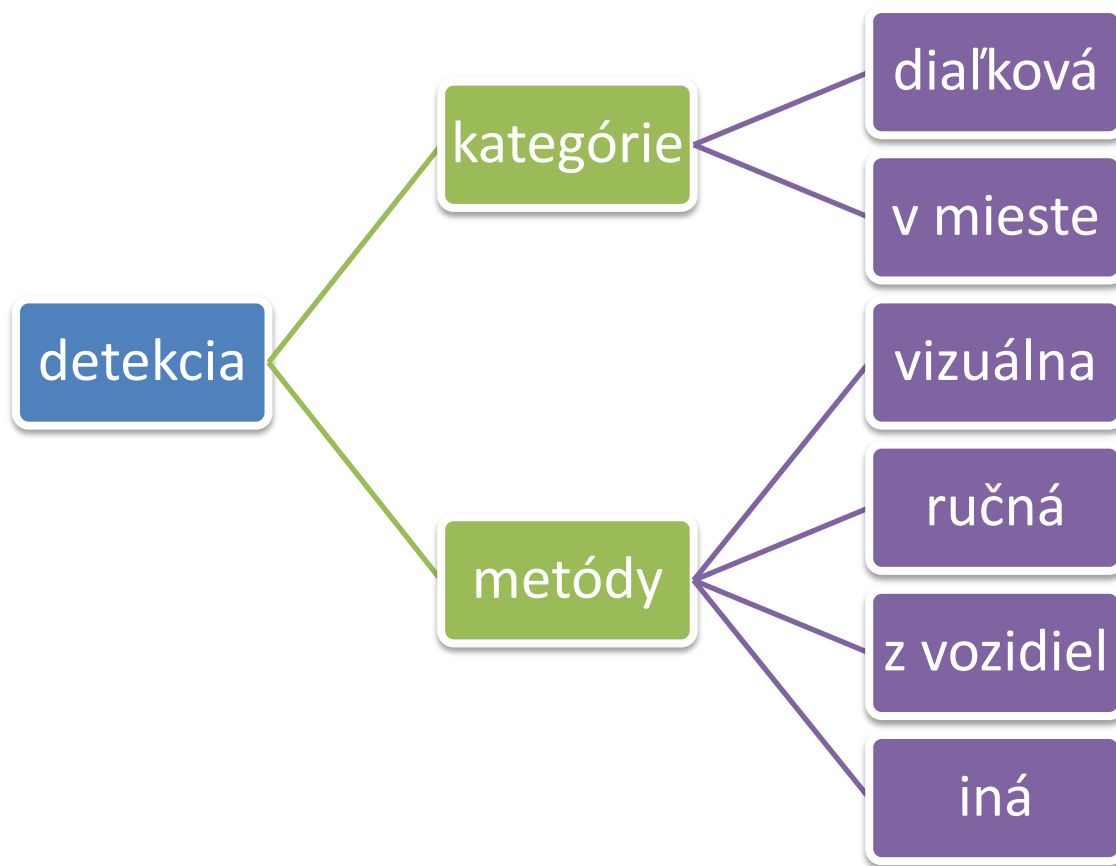 detekcia
kategórie
diaľková
v mieste
metódy
vizuálna
ručná
z vozidiel
iná